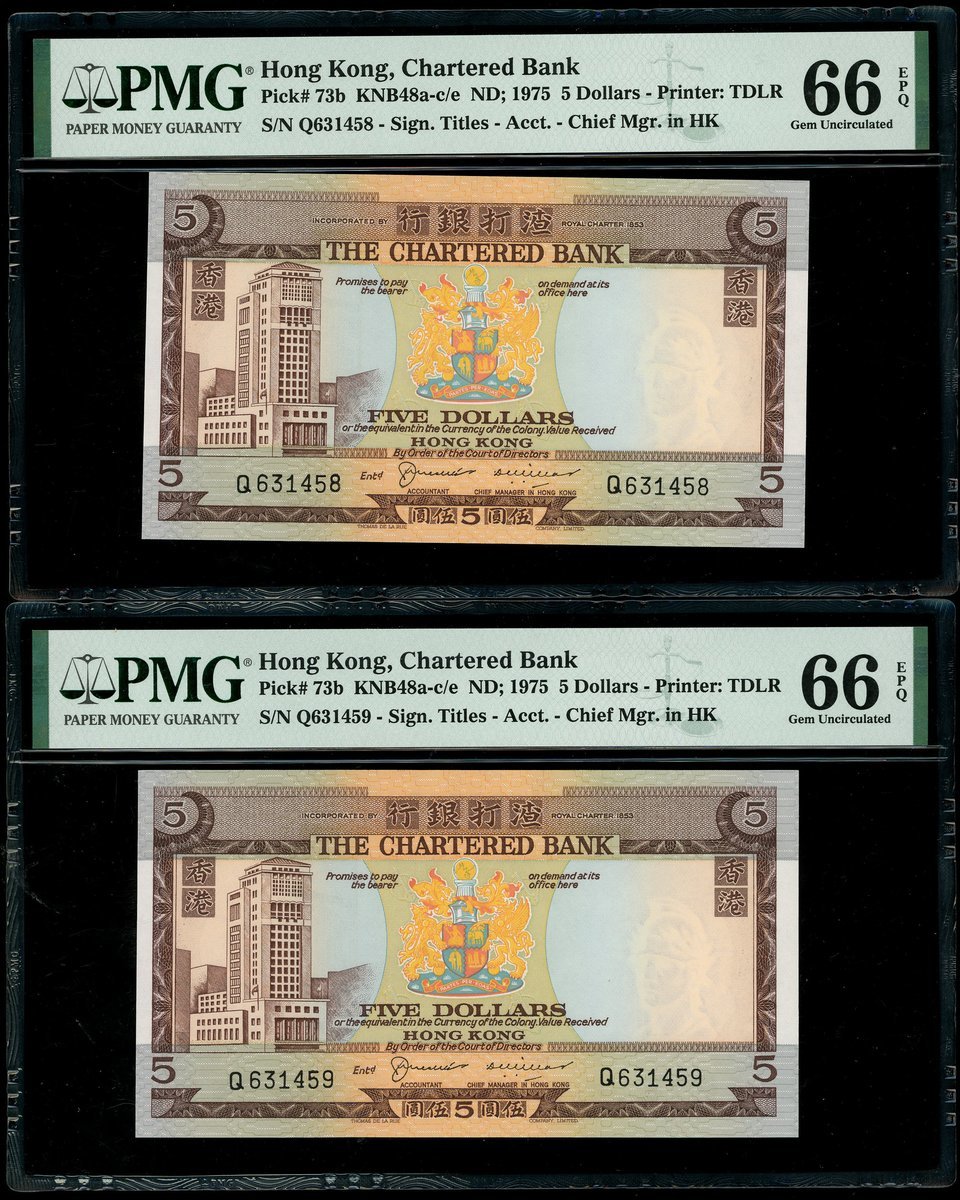 PMG®
PAPER MONEY GUARANTY
Hong Kong, Chartered Bank
Pick# 73b KNB48a-c/e ND; 1975 5 Dollars - Printer: TDLR
S/N Q631458 - Sign. Titles - Acct. - Chief Mgr. in HK
66 EPQ
Gem Uncirculated
5 INCORPORATED BY 行銀打渣 ROYAL CHARTER 1853 5
THE CHARTERED BANK
香港 香港
Promises to pay on demand at its
the bearer office here
PARTES·PER·EOAS
FIVE DOLLARS
or the equivalent in the Currency of the Colony. Value Received
HONG KONG
By Order of the Court of Directors
5 5
Q631458 Entd Q631458
ACCOUNTANT CHIEF MANAGER IN HONG KONG
圓伍5圓伍
THOMAS DE LA RUE COMPANY, LIMITED.
PMG®
PAPER MONEY GUARANTY
Hong Kong, Chartered Bank
Pick# 73b KNB48a-c/e ND; 1975 5 Dollars - Printer: TDLR
S/N Q631459 - Sign. Titles - Acct. - Chief Mgr. in HK
66 EPQ
Gem Uncirculated
5 INCORPORATED BY 行銀打渣 ROYAL CHARTER 1853 5
THE CHARTERED BANK
香港 香港
Promises to pay on demand at its
the bearer office here
PARTES·PER·EOAS
FIVE DOLLARS
or the equivalent in the Currency of the Colony. Value Received
HONG KONG
By Order of the Court of Directors
5 5
Q631459 Entd Q631459
ACCOUNTANT CHIEF MANAGER IN HONG KONG
圓伍5圓伍
THOMAS DE LA RUE COMPANY, LIMITED.